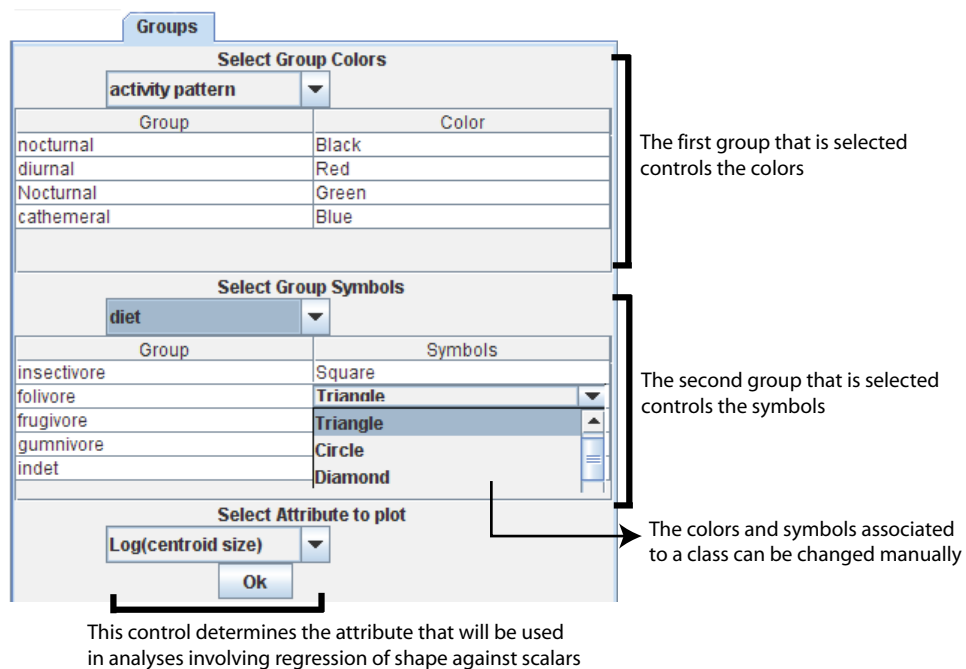 Groups
Select Group Colors
activity pattern
Group Color
nocturnal Black
diurnal Red
Nocturnal Green
cathemeral Blue
The first group that is selected
controls the colors
Select Group Symbols
diet
Group Symbols
insectivore Square
folivore Triangle
frugivore Triangle
gumnivore Circle
indet Diamond
The second group that is selected
controls the symbols
Select Attribute to plot
Log(centroid size)
Ok
The colors and symbols associated
to a class can be changed manually
This control determines the attribute that will be used
in analyses involving regression of shape against scalars